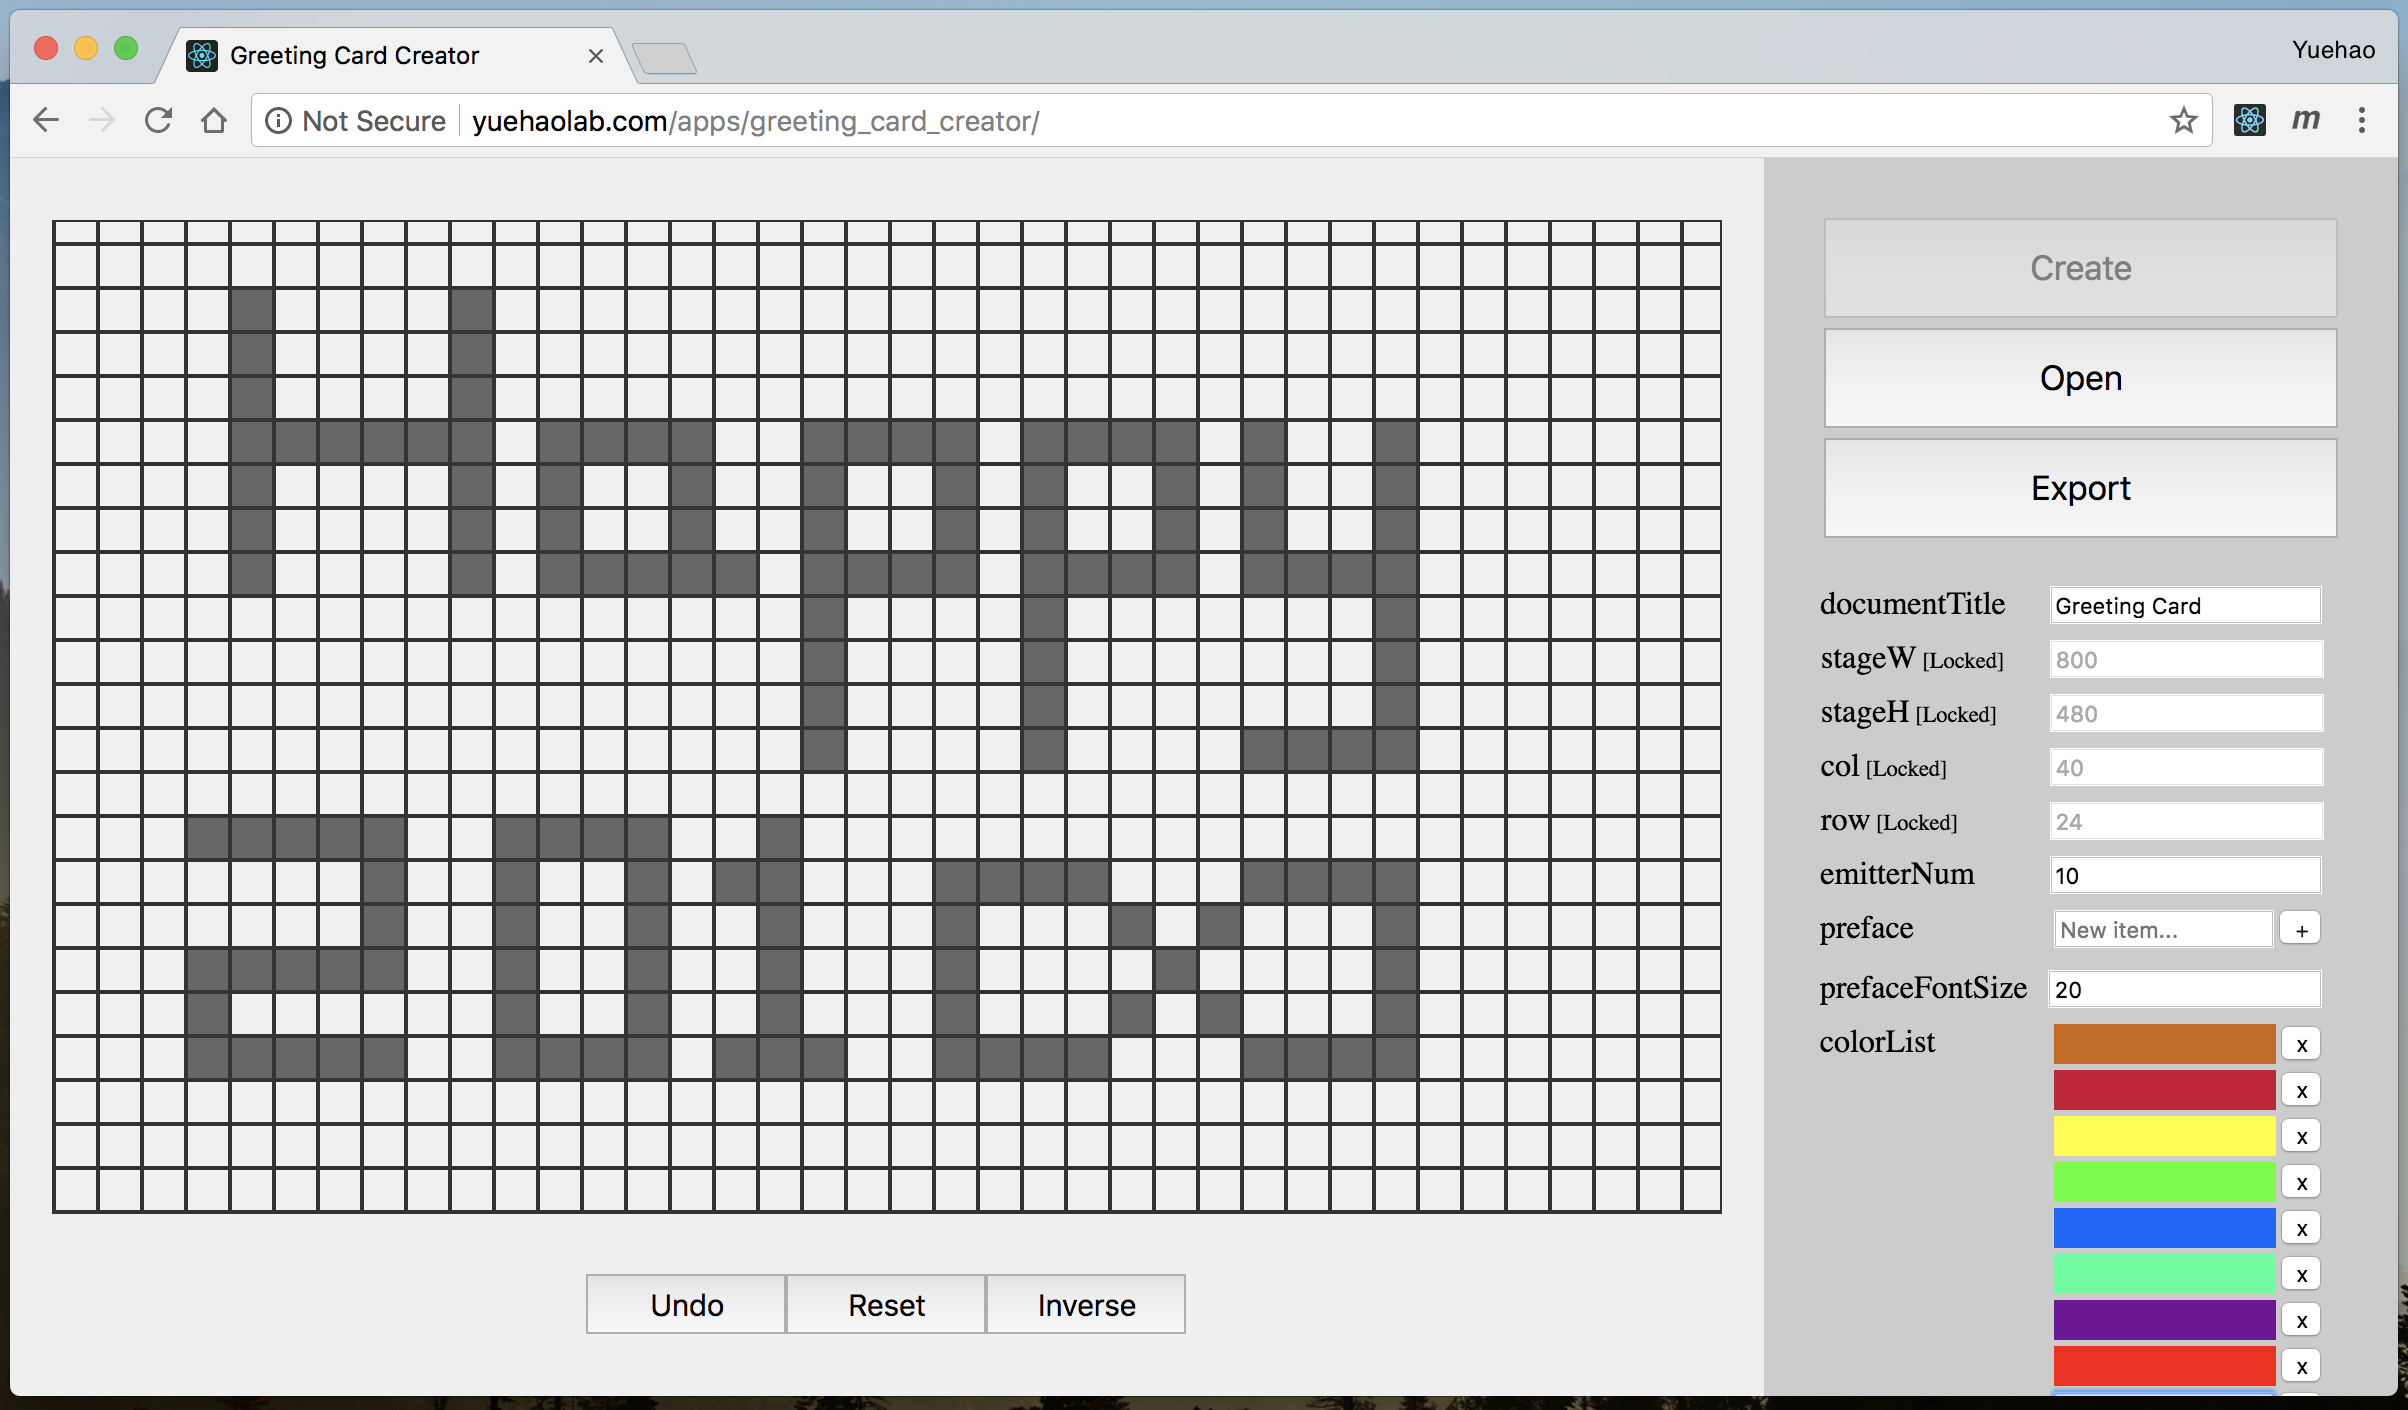 Greeting Card Creator
Yuehao
Not Secure
yuehaolab.com/apps/greeting_card_creator/
m
Happy
201 [x]
Undo
Reset
Inverse
Create
Open
Export
documentTitle Greeting Card
stageW [Locked] 800
stageH [Locked] 480
col [Locked] 40
row [Locked] 24
emitterNum 10
preface New item... +
prefaceFontSize 20
colorList x
x
x
x
x
x
x
x